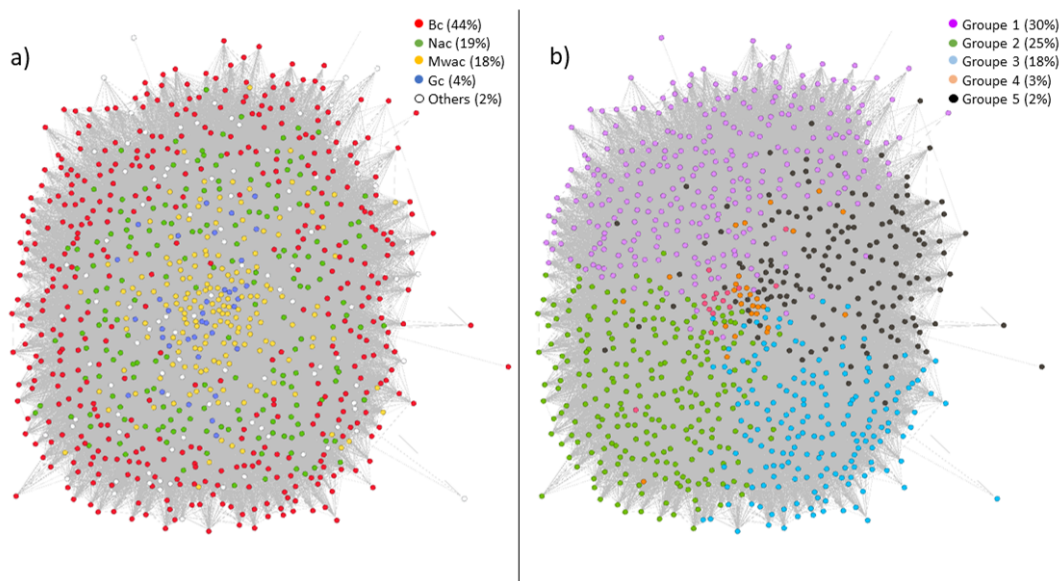 a)
Bc (44%)
Nac (19%)
Mwac (18%)
Gc (4%)
Others (2%)
b)
Groupe 1 (30%)
Groupe 2 (25%)
Groupe 3 (18%)
Groupe 4 (3%)
Groupe 5 (2%)